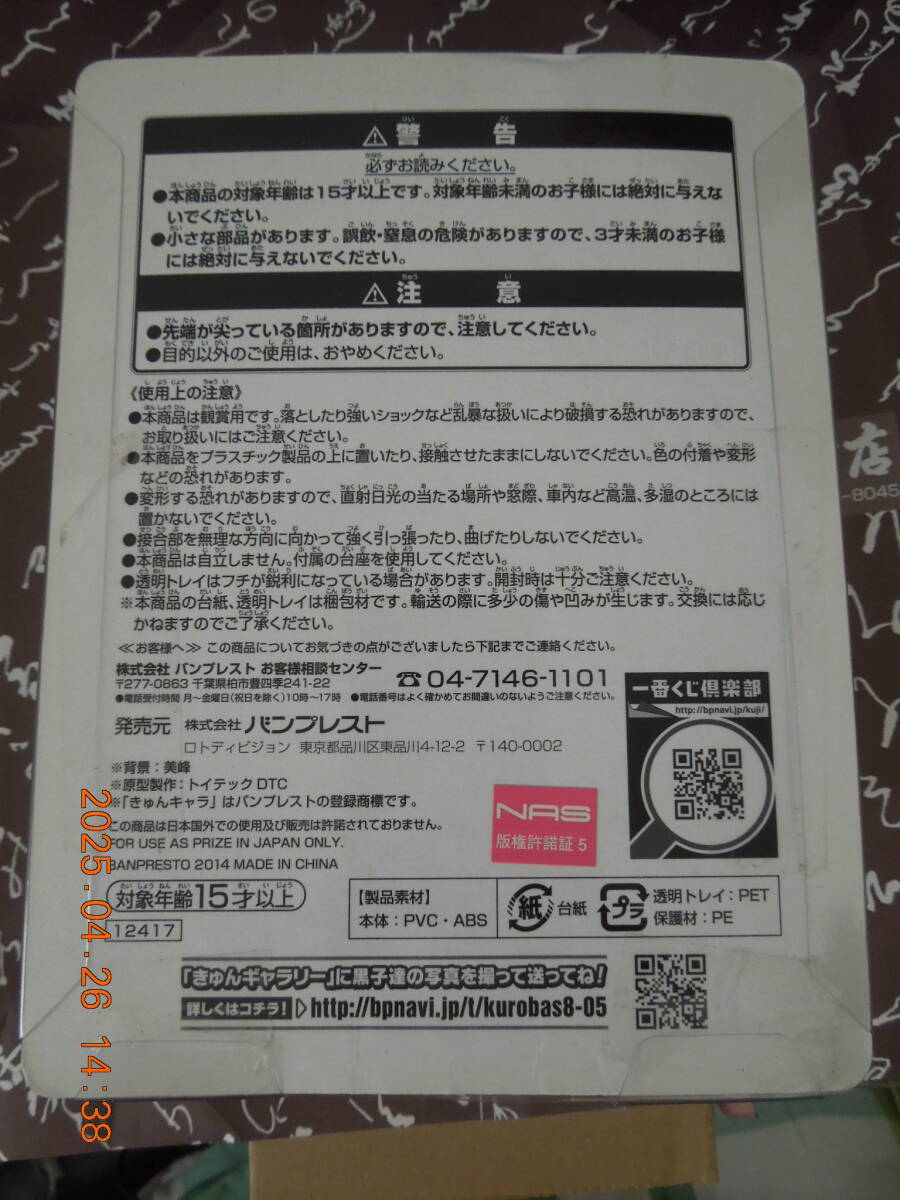 ⚠警告
必ずお読みください。
●本商品の対象年齢は15才以上です。対象年齢未満のお子様には絶対に与えな
いでください。
●小さな部品があります。誤飲・窒息の危険がありますので、3才未満のお子様
には絶対に与えないでください。
⚠注意
●先端が尖っている箇所がありますので、注意してください。
●目的以外のご使用は、おやめください。
《使用上の注意》
●本商品は観賞用です。落としたり強いショックなど乱暴な扱いにより破損する恐れがありますので、
お取り扱いにはご注意ください。
●本商品をプラスチック製品の上に置いたり、接触させたままにしないでください。色の付着や変形
などの恐れがあります。
●変形する恐れがありますので、直射日光の当たる場所や窓際、車内など高温、多湿のところには
置かないでください。
●接合部を無理な方向に向かって強く引っ張ったり、曲げたりしないでください。
●本商品は自立しません。付属の台座を使用してください。
●透明トレイはフチが鋭利になっている場合があります。開封時は十分ご注意ください。
※本商品の台紙、透明トレイは梱包材です。輸送の際に多少の傷や凹みが生じます。交換には応じ
かねますのでご了承ください。
≪お客様へ≫ この商品についてお気づきの点がございましたら下記までご連絡ください。
株式会社 バンプレスト お客様相談センター
〒277-0863 千葉県柏市豊四季241-22
☎04-7146-1101
●電話受付時間 月～金曜日(祝日を除く)10時～17時 ●電話番号はよく確かめてお間違いのないようご注意ください。
発売元 株式会社 バンプレスト
ロトディビジョン 東京都品川区東品川4-12-2 〒140-0002
※背景：美峰
※原型製作：トイテックDTC
※「きゅんキャラ」はバンプレストの登録商標です。
この商品は日本国外での使用及び販売は許諾されておりません。
FOR USE AS PRIZE IN JAPAN ONLY.
BANPRESTO 2014 MADE IN CHINA
NAS
版権許諾証5
一番くじ倶楽部
http://bpnavi.jp/kuji/
対象年齢15才以上
12417
【製品素材】
本体：PVC・ABS
紙 台紙
プラ 透明トレイ：PET
保護材：PE
「きゅんギャラリー」に黒子達の写真を撮って送ってね!
詳しくはコチラ! ▷http://bpnavi.jp/t/kurobas8-05
店
-8045
2025.04.26 14:38